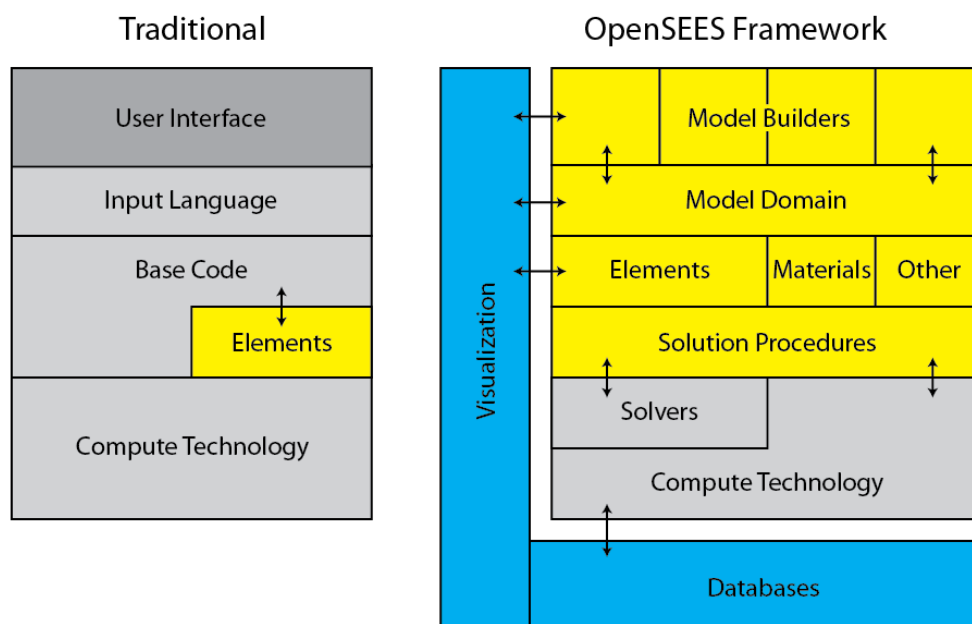 Traditional
User Interface
Input Language
Base Code
Elements
Compute Technology
OpenSEES Framework
Visualization
Model Builders
Model Domain
Elements
Materials
Other
Solution Procedures
Solvers
Compute Technology
Databases